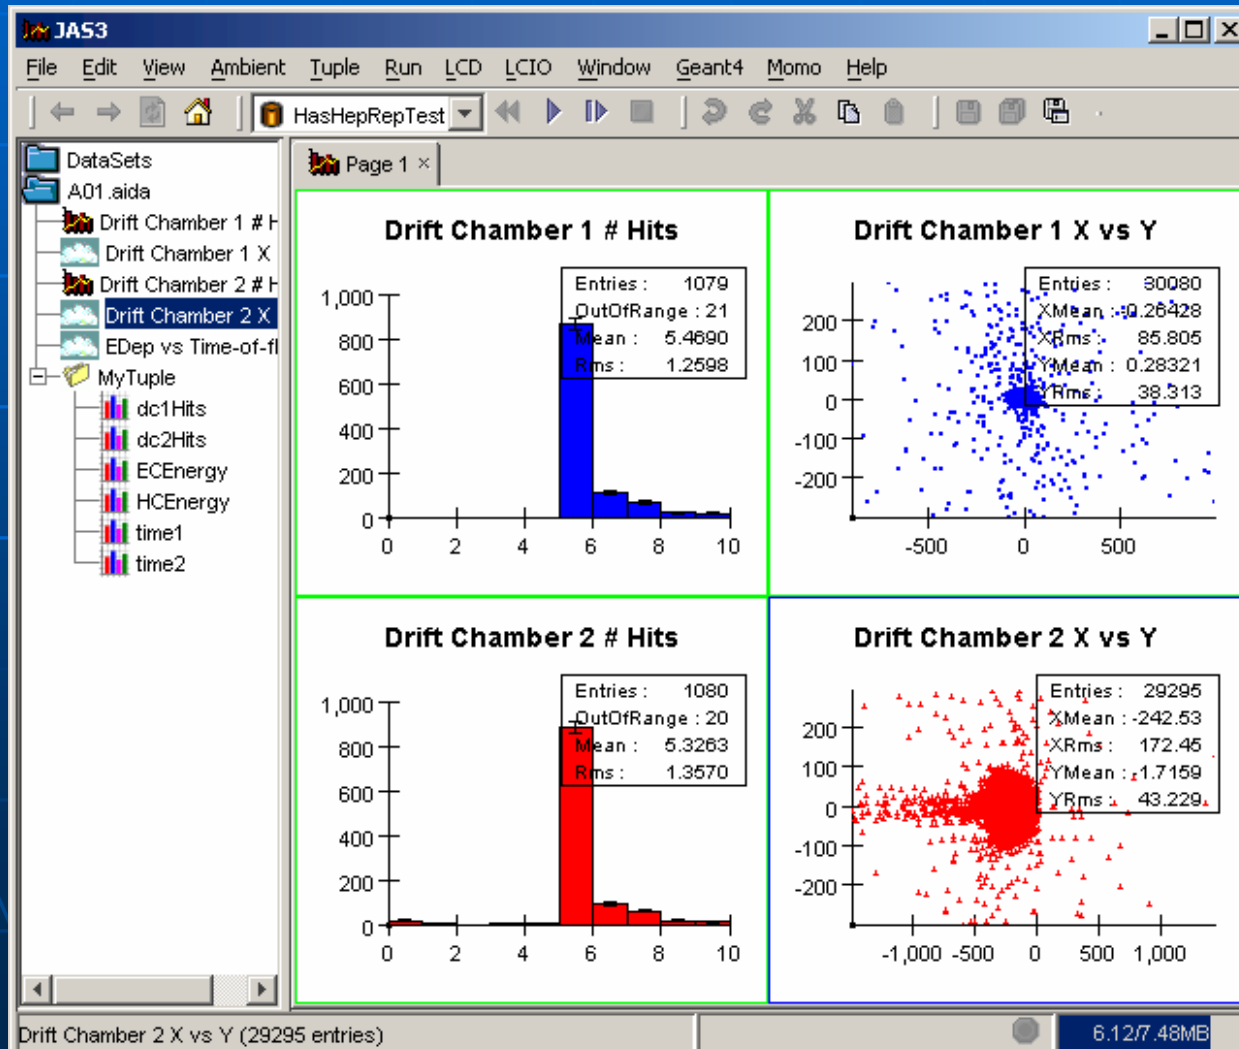 JAS3
File Edit View Ambient Tuple Run LCD LCIO Window Geant4 Momo Help
HasHepRepTest
DataSets
A01.aida
Drift Chamber 1 # H
Drift Chamber 1 X
Drift Chamber 2 # H
Drift Chamber 2 X
EDep vs Time-of-fl
MyTuple
dc1Hits
dc2Hits
ECEnergy
HCEnergy
time1
time2
Page 1 ×
Drift Chamber 1 # Hits
Entries : 1079
OutOfRange : 21
Mean : 5.4690
Rms : 1.2598
1,000
800
600
400
200
0
0 2 4 6 8 10
Drift Chamber 1 X vs Y
Entries : 30080
XMean : -0.26428
XRms : 85.805
YMean : 0.28321
YRms : 38.313
200
100
0
-100
-200
-500 0 500
Drift Chamber 2 # Hits
Entries : 1080
OutOfRange : 20
Mean : 5.3263
Rms : 1.3570
1,000
800
600
400
200
0
0 2 4 6 8 10
Drift Chamber 2 X vs Y
Entries : 29295
XMean : -242.53
XRms : 172.45
YMean : -1.7159
YRms : 43.229
200
100
0
-100
-200
-1,000 -500 0 500 1,000
Drift Chamber 2 X vs Y (29295 entries)
6.12/7.48MB